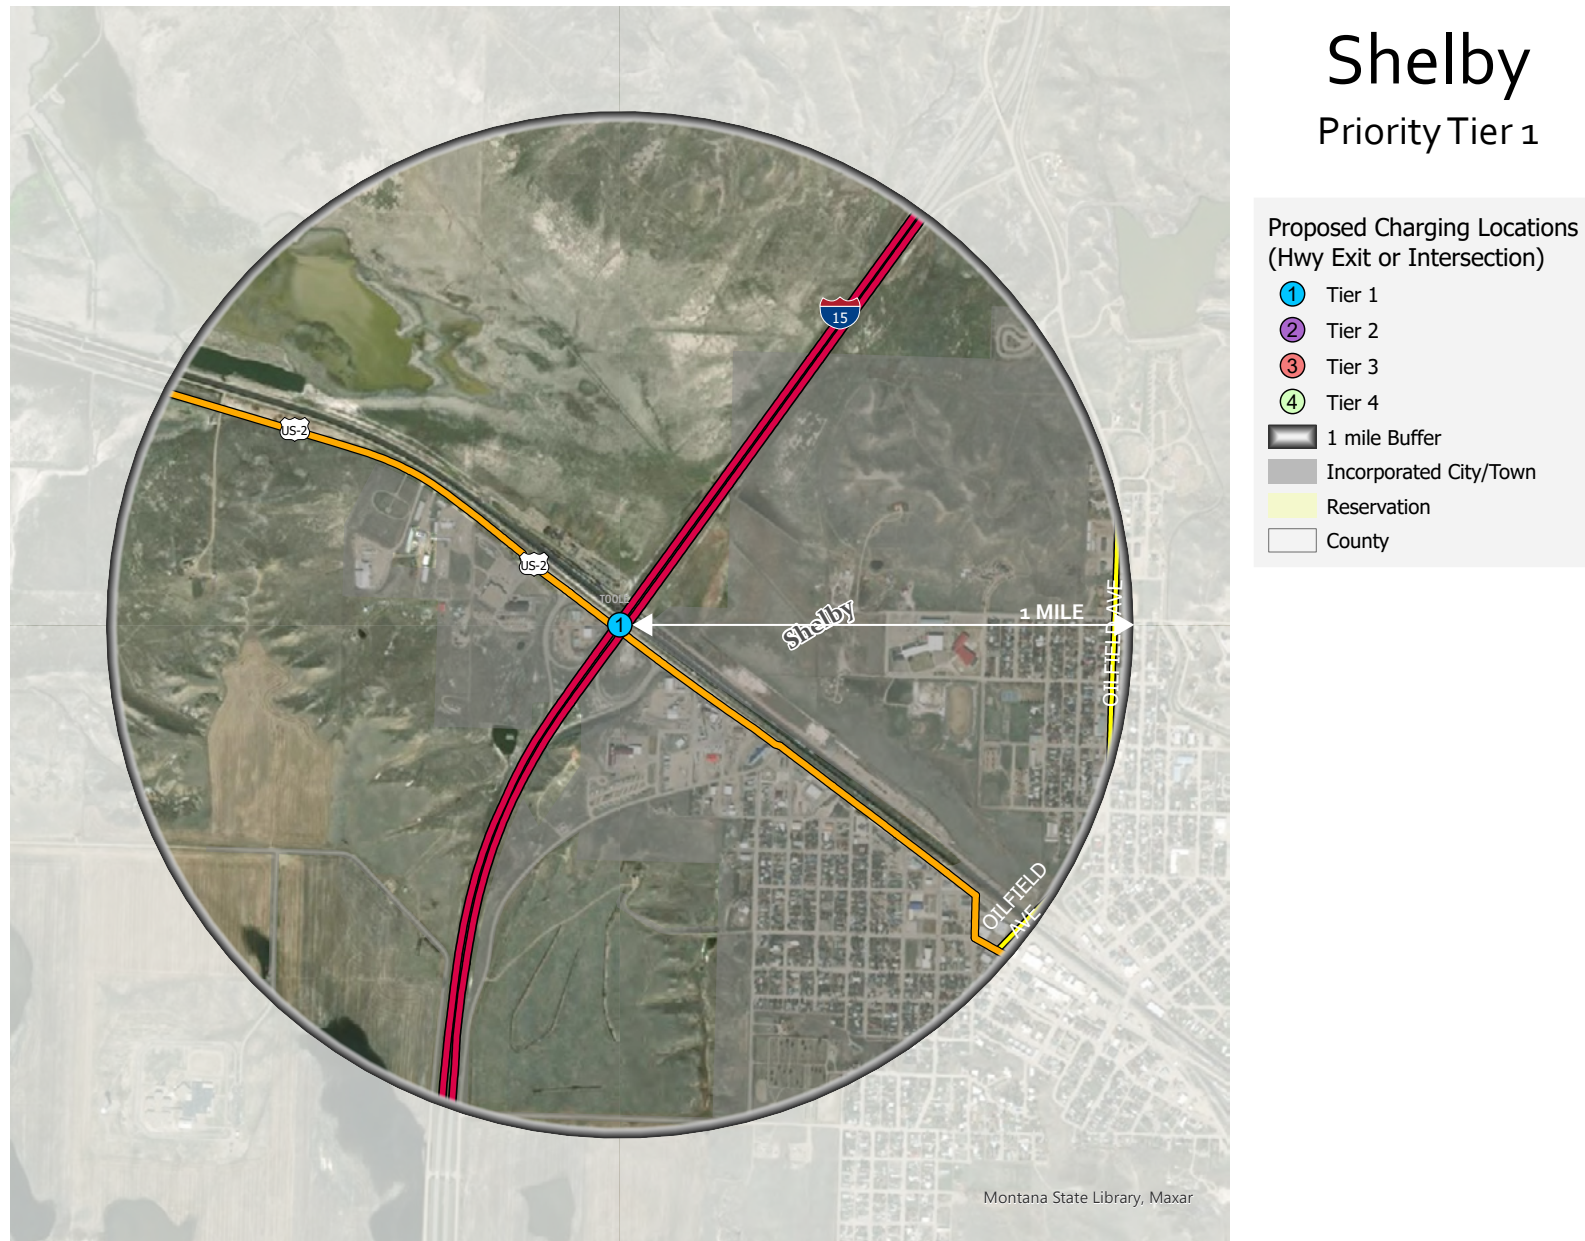 Shelby
Priority Tier 1
Proposed Charging Locations
(Hwy Exit or Intersection)
1 Tier 1
2 Tier 2
3 Tier 3
4 Tier 4
1 mile Buffer
Incorporated City/Town
Reservation
County
15
US-2
US-2
TOOLE
1
Shelby
1 MILE
OILFIELD AVE
OILFIELD
AVE
Montana State Library, Maxar